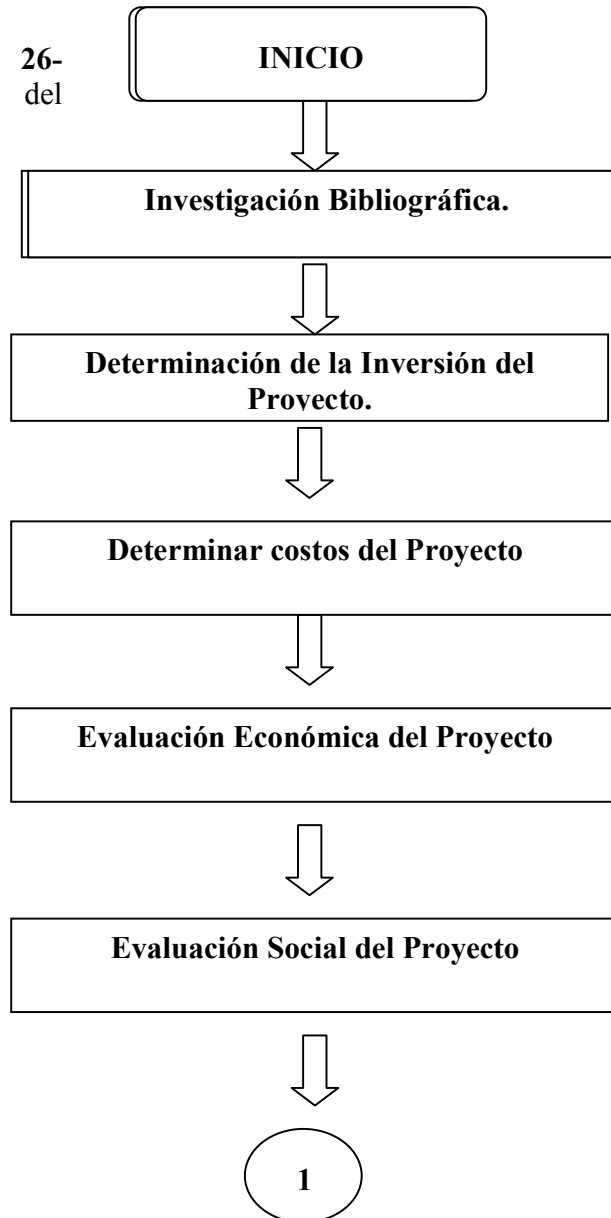 26-
del
INICIO
Investigación Bibliográfica.
Determinación de la Inversión del
Proyecto.
Determinar costos del Proyecto
Evaluación Económica del Proyecto
Evaluación Social del Proyecto
1